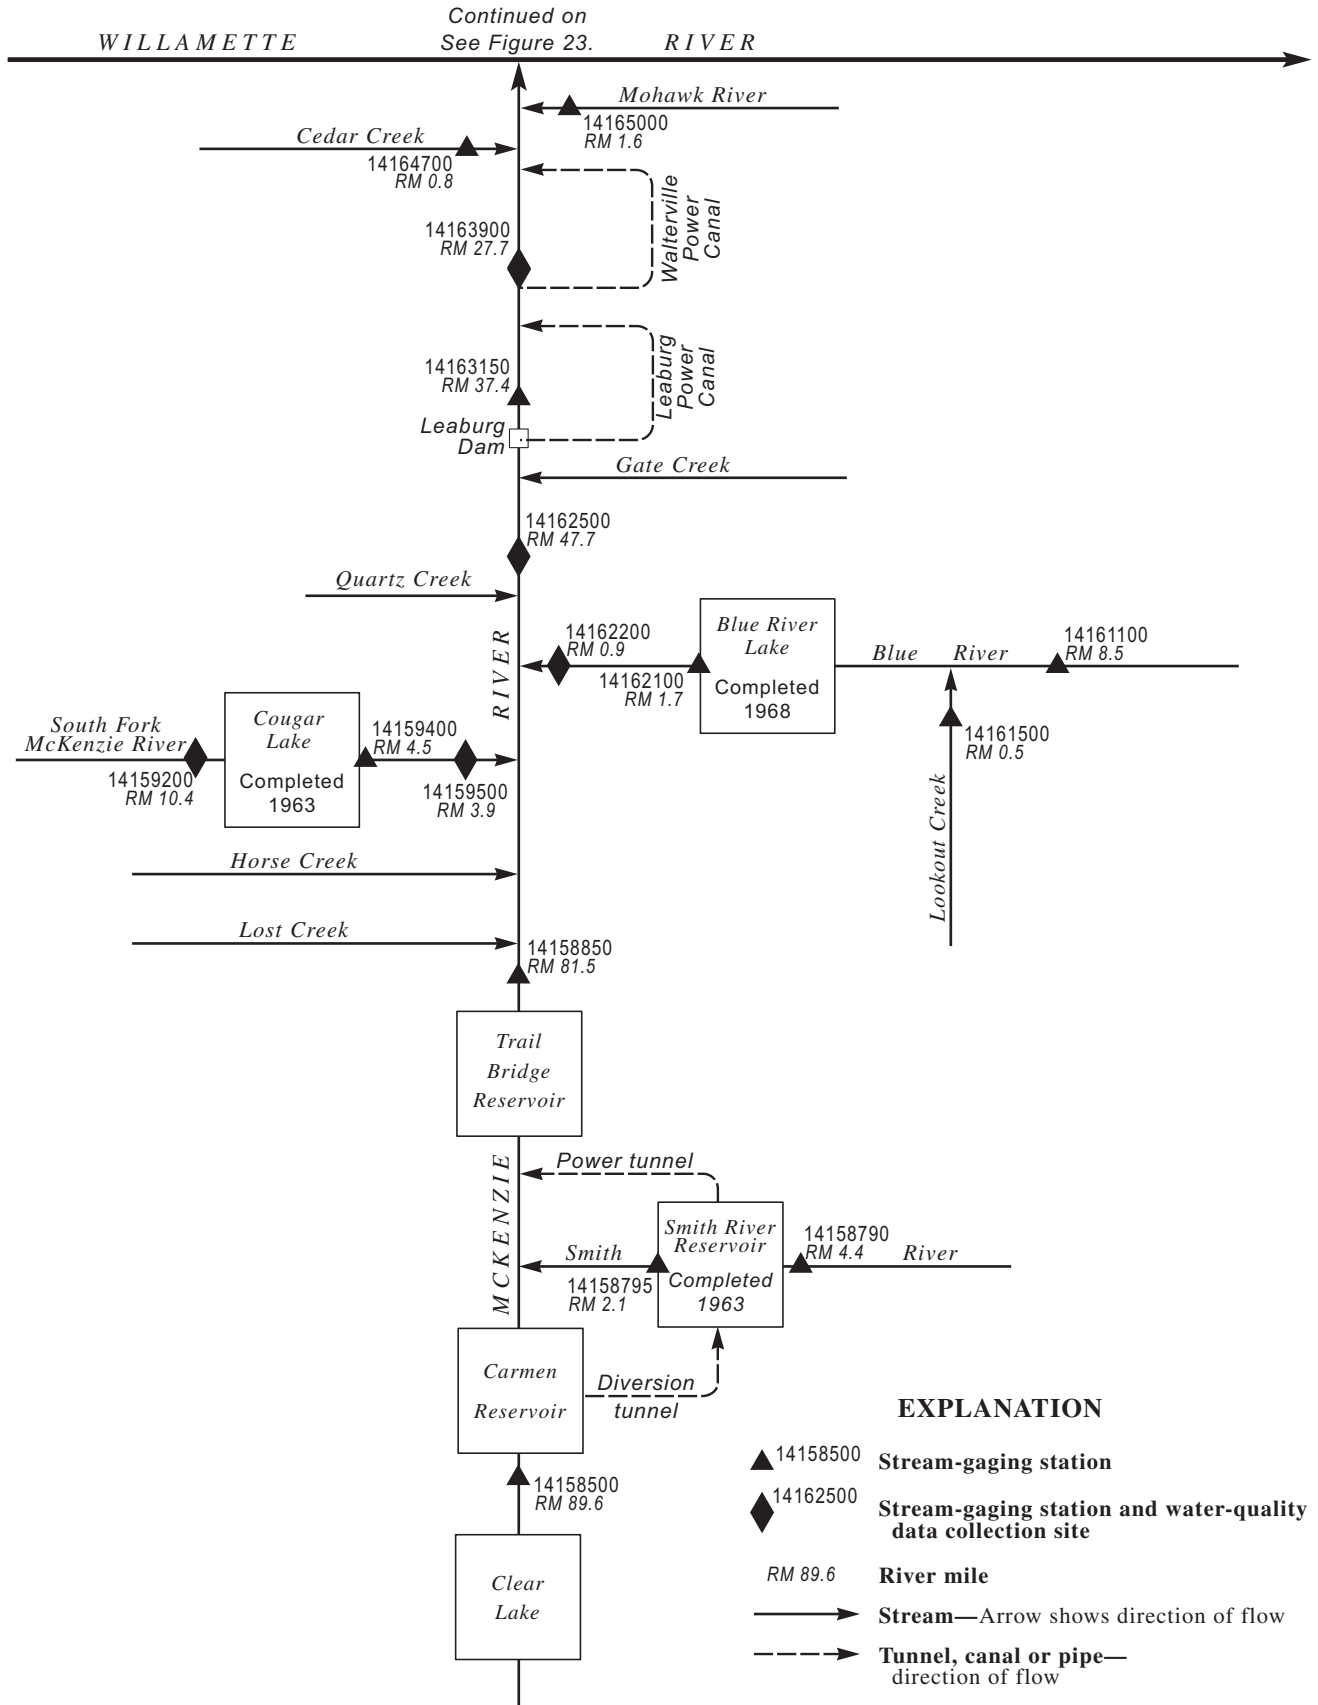 Continued on
See Figure 23.
WILLAMETTE
RIVER
Mohawk River
14165000
RM 1.6
Cedar Creek
14164700
RM 0.8
Walterville
Power
Canal
14163900
RM 27.7
Leaburg
Power
Canal
14163150
RM 37.4
Leaburg
Dam
Gate Creek
14162500
RM 47.7
Quartz Creek
RIVER
14162200
RM 0.9
14162100
RM 1.7
Blue River
Lake
Completed
1968
Blue River
14161100
RM 8.5
14161500
RM 0.5
Lookout Creek
South Fork
McKenzie River
14159200
RM 10.4
Cougar
Lake
Completed
1963
14159400
RM 4.5
14159500
RM 3.9
Horse Creek
Lost Creek
14158850
RM 81.5
Trail
Bridge
Reservoir
MCKENZIE
Power tunnel
Smith
14158795
RM 2.1
Smith River
Reservoir
Completed
1963
14158790
RM 4.4
River
Carmen
Reservoir
Diversion
tunnel
14158500
RM 89.6
Clear
Lake
EXPLANATION
14158500 Stream-gaging station
14162500 Stream-gaging station and water-quality
data collection site
RM 89.6 River mile
Stream—Arrow shows direction of flow
Tunnel, canal or pipe—
direction of flow